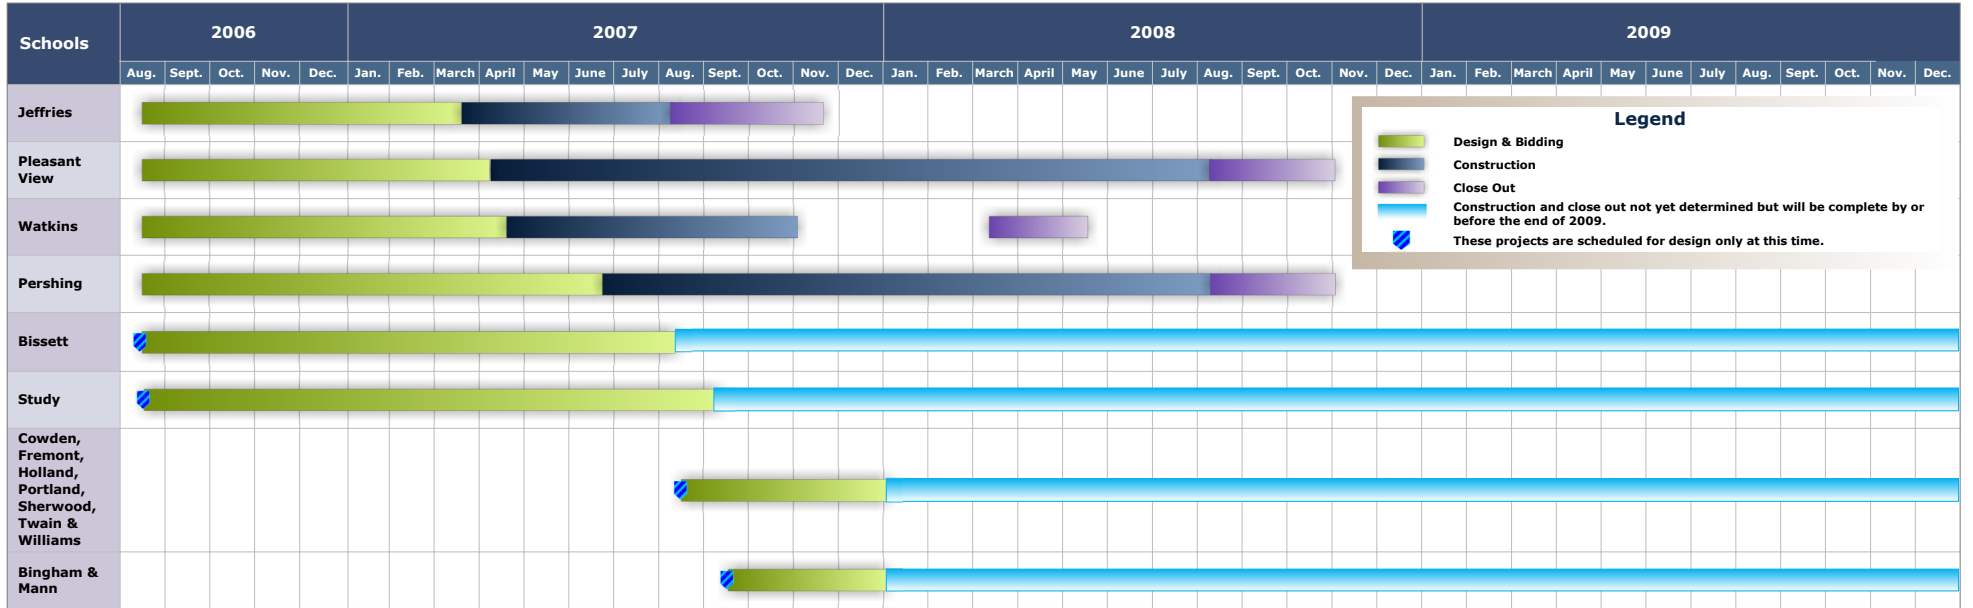 Schools
2006
2007
2008
2009
Aug. Sept. Oct. Nov. Dec. Jan. Feb. March April May June July Aug. Sept. Oct. Nov. Dec. Jan. Feb. March April May June July Aug. Sept. Oct. Nov. Dec. Jan. Feb. March April May June July Aug. Sept. Oct. Nov. Dec.
Jeffries
Pleasant
View
Watkins
Pershing
Bissett
Study
Cowden,
Fremont,
Holland,
Portland,
Sherwood,
Twain &
Williams
Bingham &
Mann
Legend
Design & Bidding
Construction
Close Out
Construction and close out not yet determined but will be complete by or
before the end of 2009.
These projects are scheduled for design only at this time.